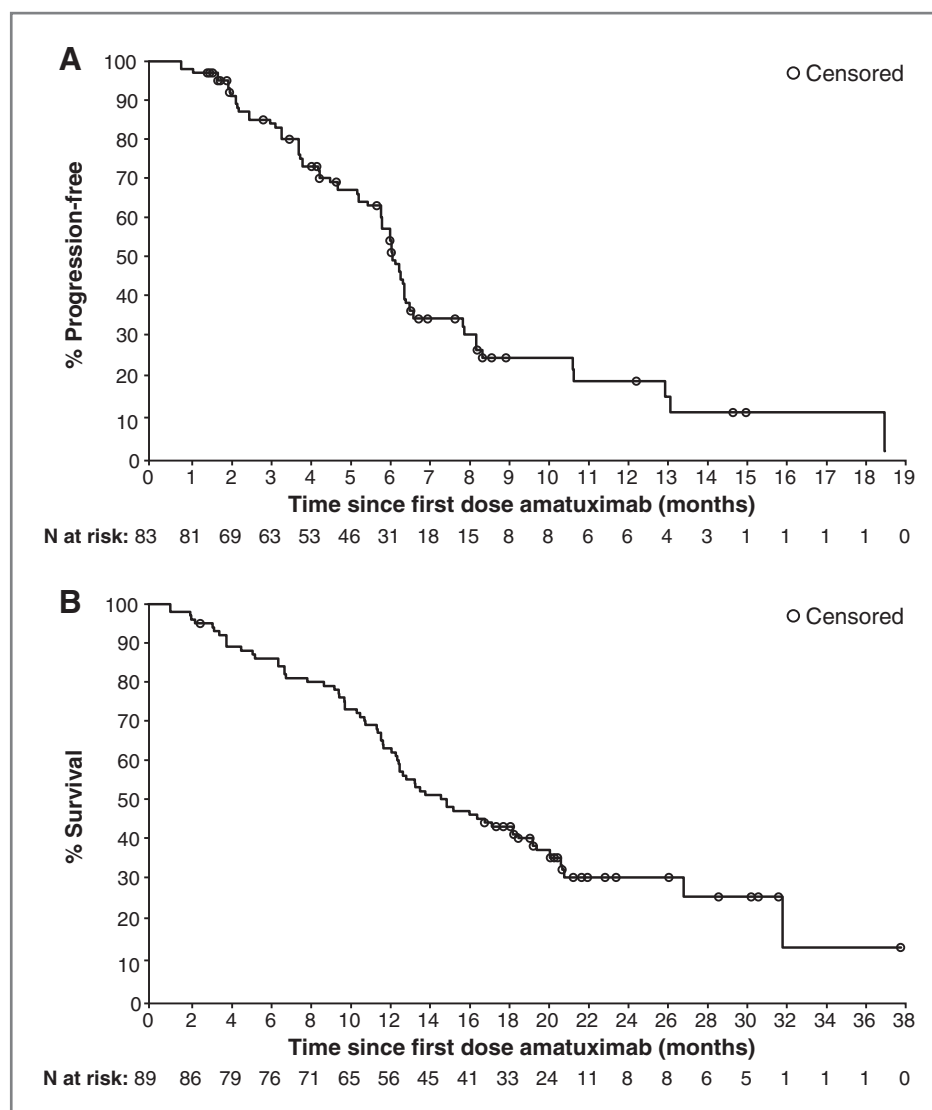 A
Censored
100
90
80
70
60
50
40
30
20
10
0
% Progression-free
0 1 2 3 4 5 6 7 8 9 10 11 12 13 14 15 16 17 18 19
Time since first dose amatuximab (months)
N at risk: 83 81 69 63 53 46 31 18 15 8 8 6 6 4 3 1 1 1 1 0
B
Censored
100
90
80
70
60
50
40
30
20
10
0
% Survival
0 2 4 6 8 10 12 14 16 18 20 22 24 26 28 30 32 34 36 38
Time since first dose amatuximab (months)
N at risk: 89 86 79 76 71 65 56 45 41 33 24 11 8 8 6 5 1 1 1 0